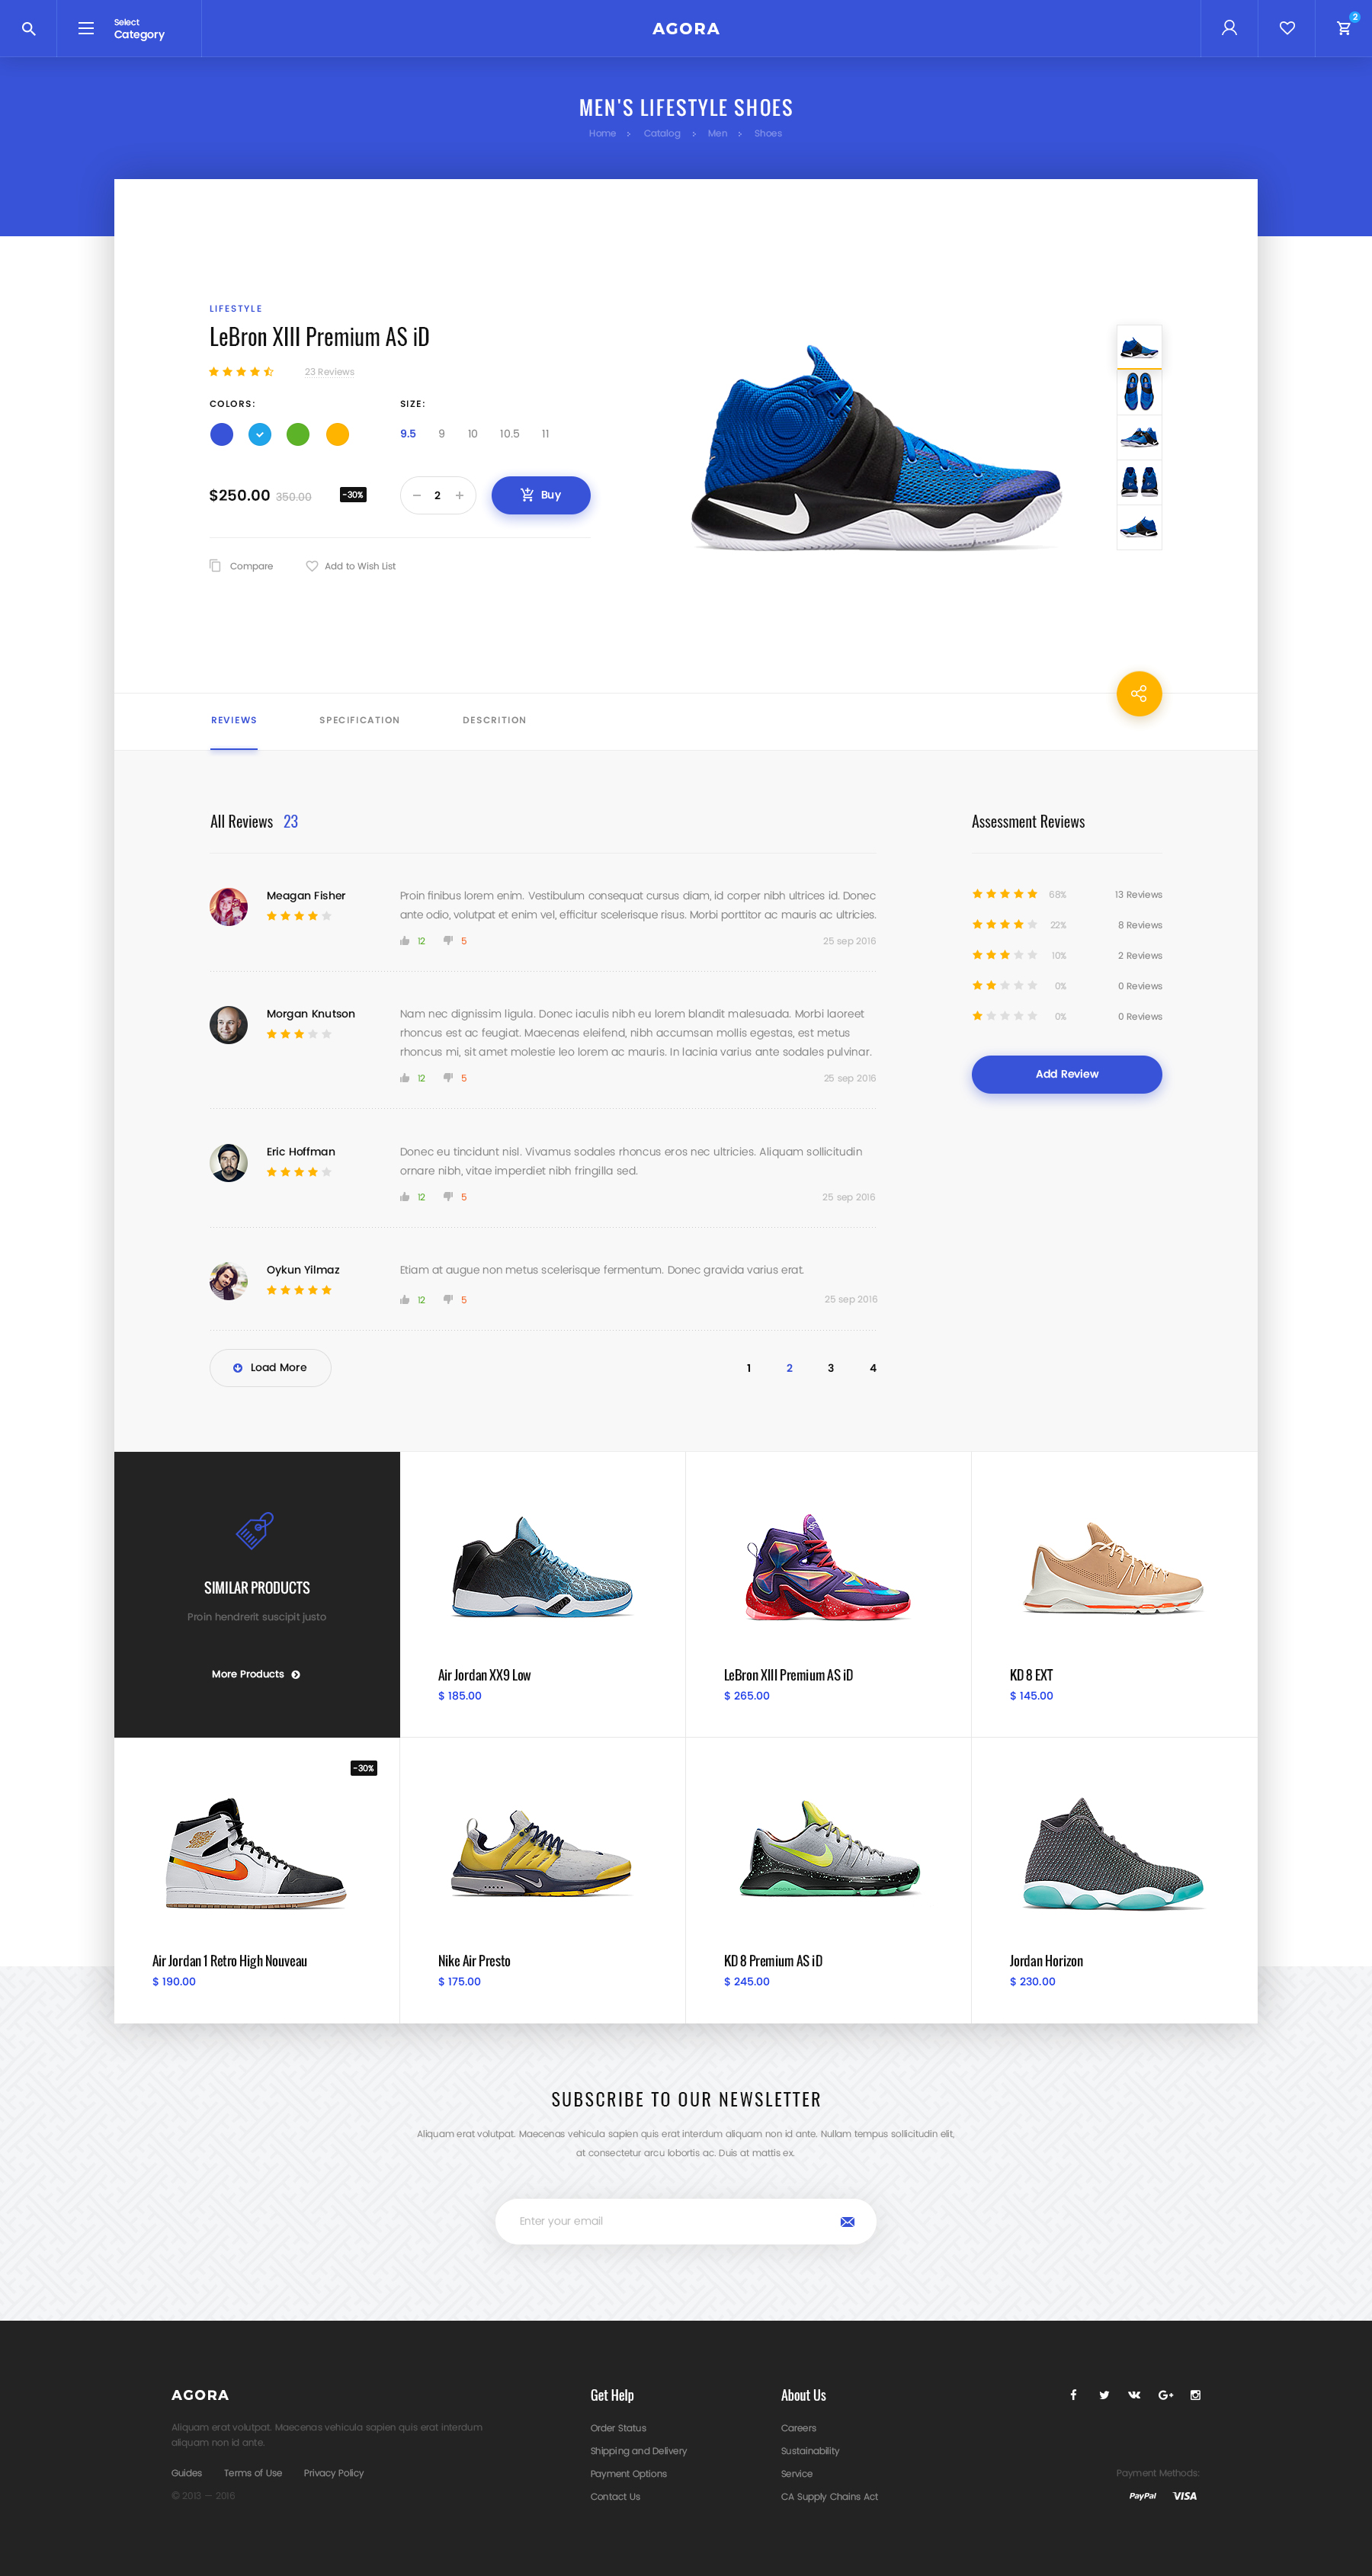 Select
Category
AGORA
2
MEN'S LIFESTYLE SHOES
Home > Catalog > Men > Shoes
LIFESTYLE
LeBron XIII Premium AS iD
23 Reviews
COLORS:
SIZE:
9.5 9 10 10.5 11
$250.00 350.00 -30%
2
Buy
Compare
Add to Wish List
REVIEWS SPECIFICATION DESCRITION
All Reviews 23
Meagan Fisher
Proin finibus lorem enim. Vestibulum consequat cursus diam, id corper nibh ultrices id. Donec
ante odio, volutpat et enim vel, efficitur scelerisque risus. Morbi porttitor ac mauris ac ultricies.
12 5 25 sep 2016
Morgan Knutson
Nam nec dignissim ligula. Donec iaculis nibh eu lorem blandit malesuada. Morbi laoreet
rhoncus est ac feugiat. Maecenas eleifend, nibh accumsan mollis egestas, est metus
rhoncus mi, sit amet molestie leo lorem ac mauris. In lacinia varius ante sodales pulvinar.
12 5 25 sep 2016
Eric Hoffman
Donec eu tincidunt nisl. Vivamus sodales rhoncus eros nec ultricies. Aliquam sollicitudin
ornare nibh, vitae imperdiet nibh fringilla sed.
12 5 25 sep 2016
Oykun Yilmaz
Etiam at augue non metus scelerisque fermentum. Donec gravida varius erat.
12 5 25 sep 2016
Load More
1 2 3 4
Assessment Reviews
68% 13 Reviews
22% 8 Reviews
10% 2 Reviews
0% 0 Reviews
0% 0 Reviews
Add Review
SIMILAR PRODUCTS
Proin hendrerit suscipit justo
More Products
Air Jordan XX9 Low
$ 185.00
LeBron XIII Premium AS iD
$ 265.00
KD 8 EXT
$ 145.00
-30%
Air Jordan 1 Retro High Nouveau
$ 190.00
Nike Air Presto
$ 175.00
KD 8 Premium AS iD
$ 245.00
Jordan Horizon
$ 230.00
SUBSCRIBE TO OUR NEWSLETTER
Aliquam erat volutpat. Maecenas vehicula sapien quis erat interdum aliquam non id ante. Nullam tempus sollicitudin elit,
at consectetur arcu lobortis ac. Duis at mattis ex.
Enter your email
AGORA
Aliquam erat volutpat. Maecenas vehicula sapien quis erat interdum
aliquam non id ante.
Guides Terms of Use Privacy Policy
© 2013 — 2016
Get Help
Order Status
Shipping and Delivery
Payment Options
Contact Us
About Us
Careers
Sustainability
Service
CA Supply Chains Act
Payment Methods:
PayPal VISA